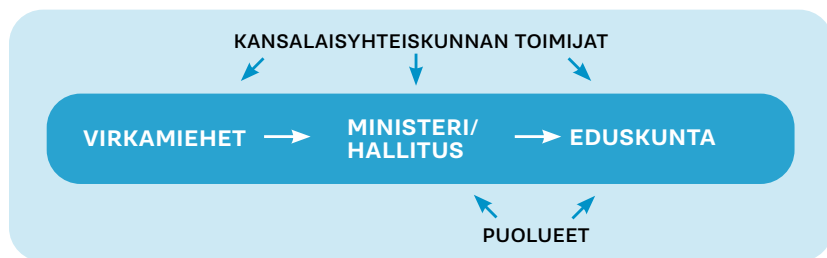 KANSALAISYHTEISKUNNAN TOIMIJAT
VIRKAMIEHET
MINISTERI/
HALLITUS
EDUSKUNTA
PUOLUEET